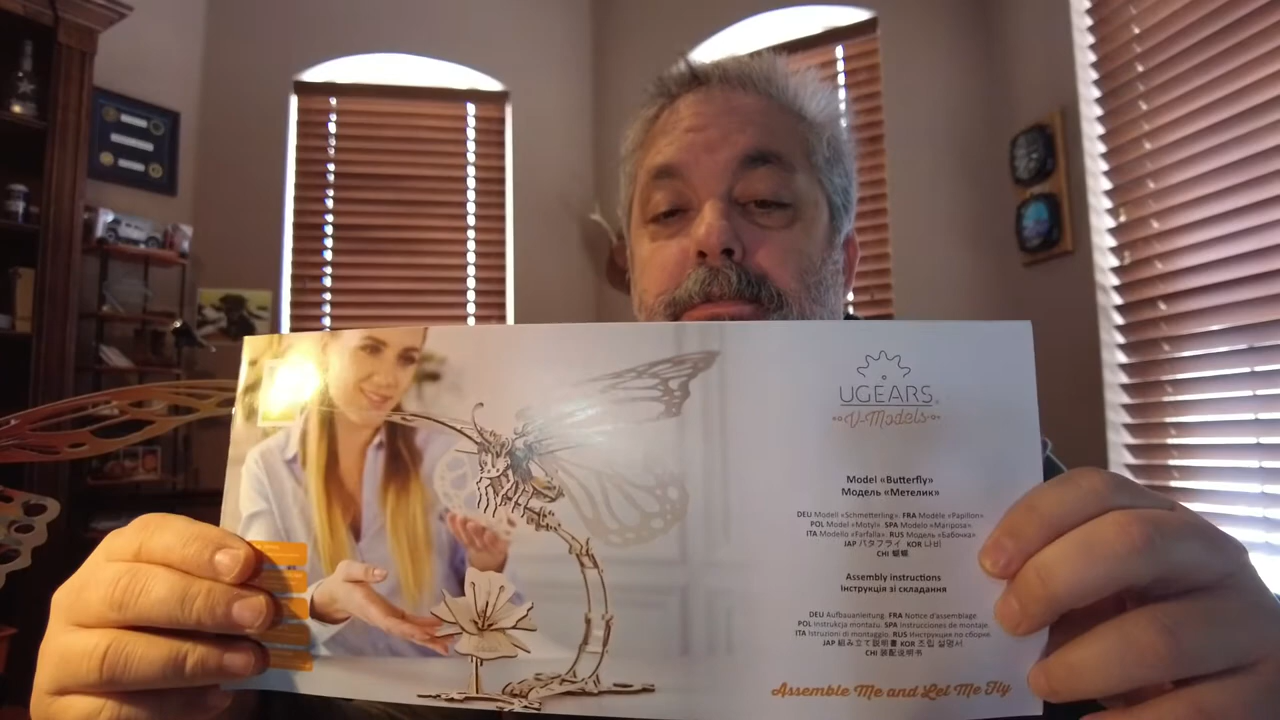 UGEARS
U-Models
Model «Butterfly»
Модель «Метелик»
DEU Modell «Schmetterling». FRA Modèle «Papillon».
POL Model «Motyl». SPA Modelo «Mariposa».
ITA Modello «Farfalla». RUS Модель «Бабочка».
JAP バタフライ KOR 나비
CHI 蝴蝶
Assembly instructions
Інструкція зі складання
DEU Aufbauanleitung. FRA Notice d'assemblage.
POL Instrukcja montażu. SPA Instrucciones de montaje.
ITA Istruzioni di montaggio. RUS Инструкция по сборке.
JAP 組み立て説明書 KOR 조립 설명서
CHI 装配说明书
Assemble Me and Let Me Fly